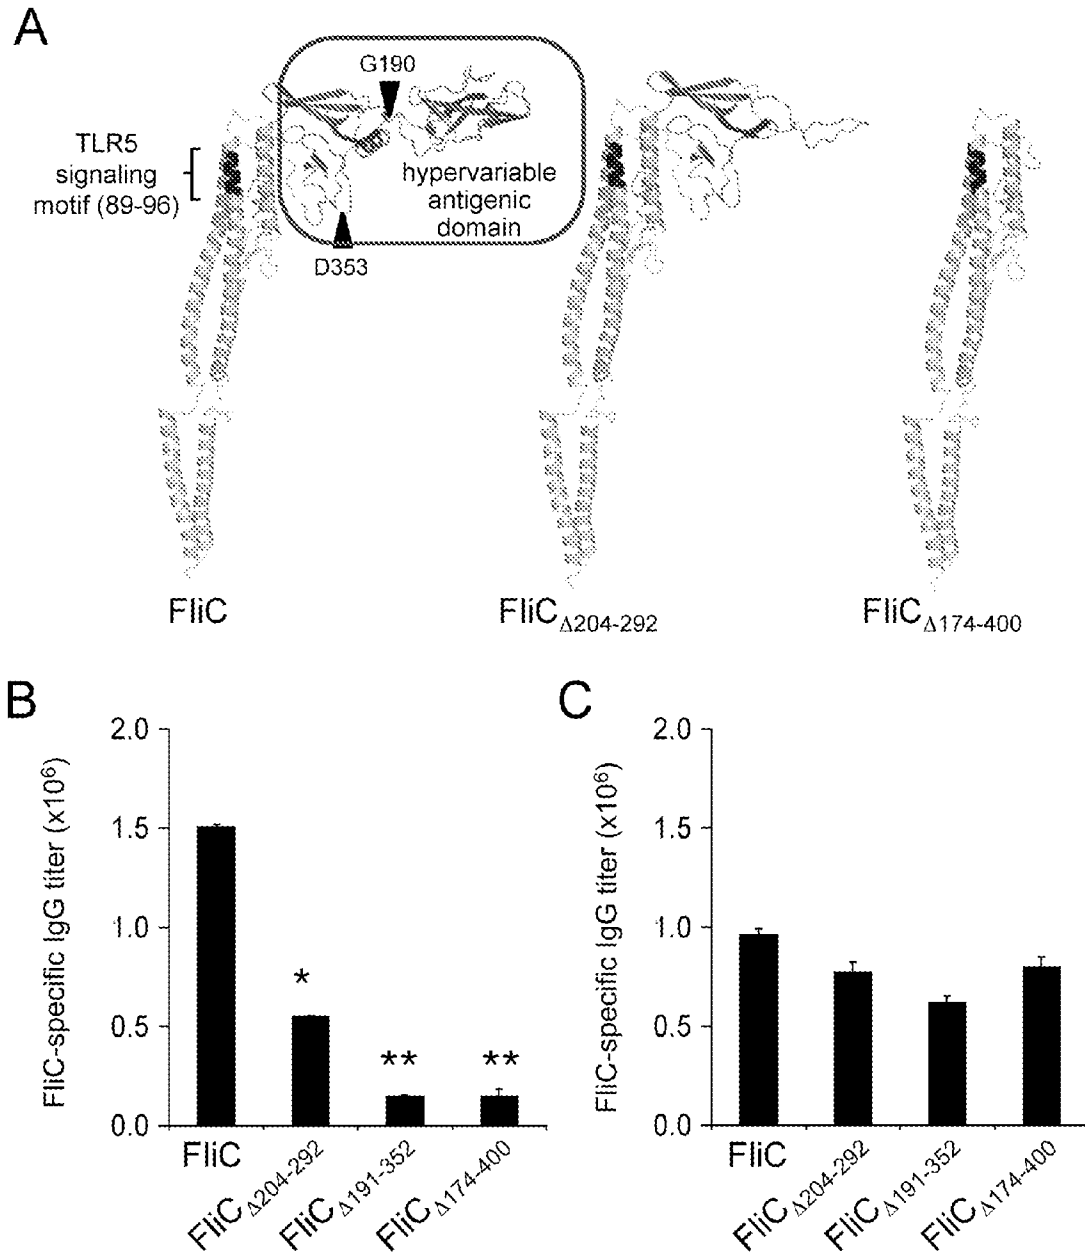 A
G190
TLR5
signaling
motif (89-96)
hypervariable
antigenic
domain
D353
FliC
FliCΔ204-292
FliCΔ174-400
B
FliC-specific IgG titer (x10⁶)
2.0
1.5
1.0
0.5
0.0
*
**
**
FliC
FliCΔ204-292
FliCΔ191-352
FliCΔ174-400
C
FliC-specific IgG titer (x10⁶)
2.0
1.5
1.0
0.5
0.0
FliC
FliCΔ204-292
FliCΔ191-352
FliCΔ174-400